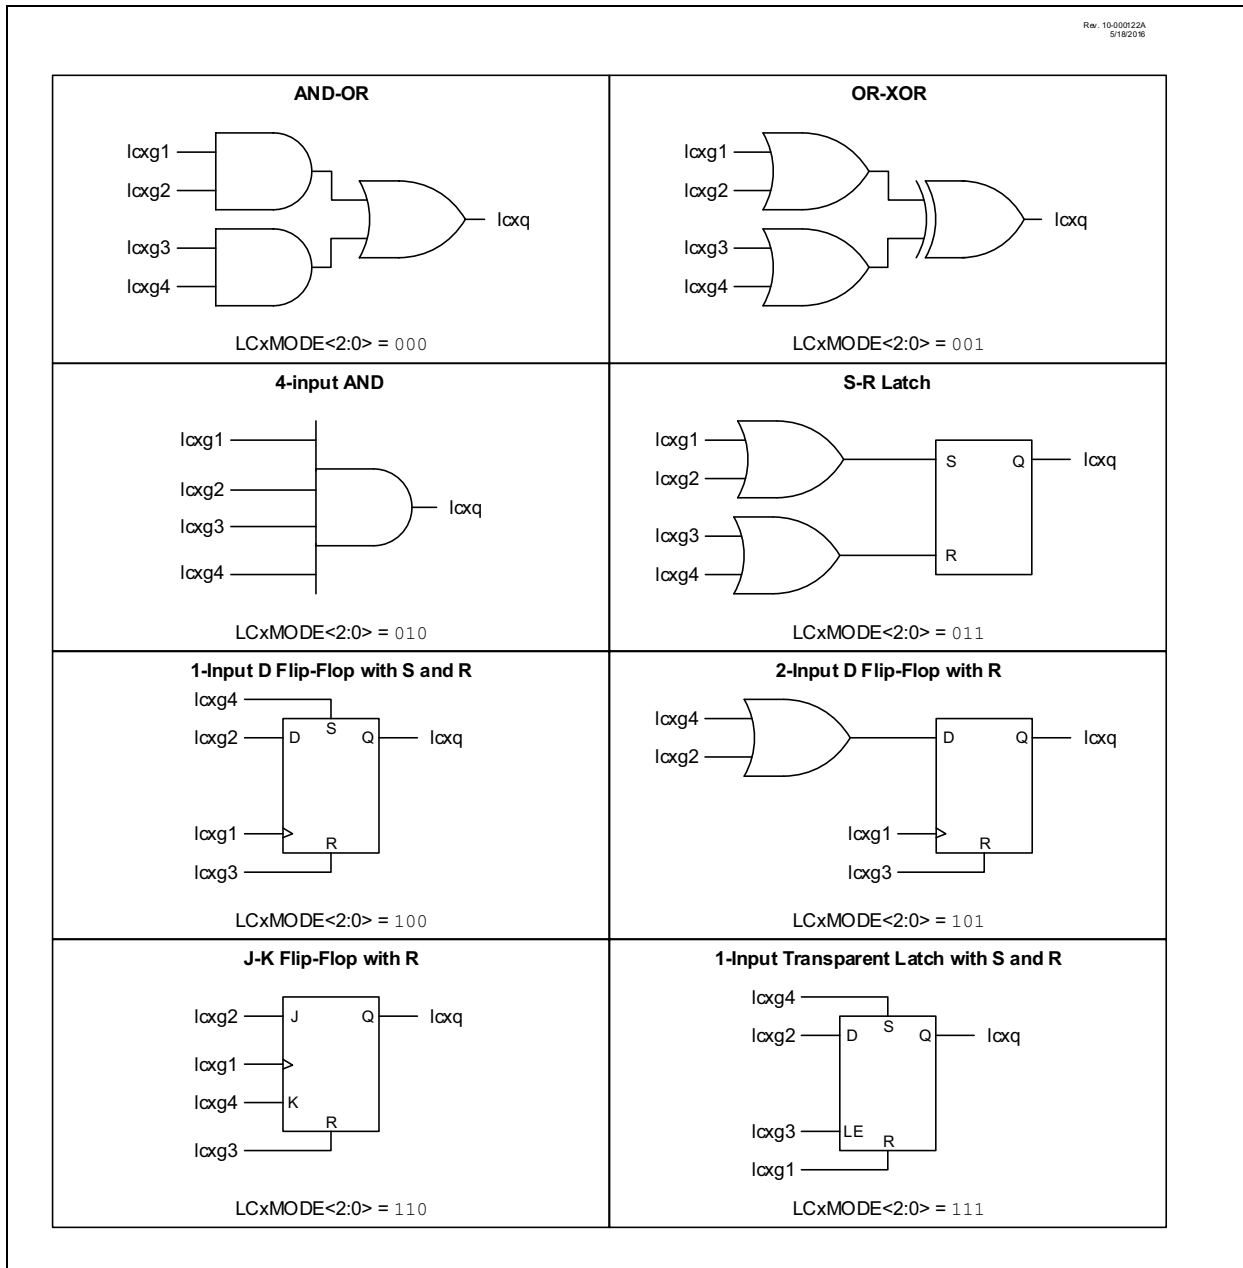 Rev. 10-000122A
5/18/2016
AND-OR
lcxg1
lcxg2
lcxg3
lcxg4
lcxq
LCxMODE<2:0> = 000
OR-XOR
lcxg1
lcxg2
lcxg3
lcxg4
lcxq
LCxMODE<2:0> = 001
4-input AND
lcxg1
lcxg2
lcxg3
lcxg4
lcxq
LCxMODE<2:0> = 010
S-R Latch
lcxg1
lcxg2
lcxg3
lcxg4
S
Q
R
lcxq
LCxMODE<2:0> = 011
1-Input D Flip-Flop with S and R
lcxg4
lcxg2
D
S
Q
lcxq
lcxg1
R
lcxg3
LCxMODE<2:0> = 100
2-Input D Flip-Flop with R
lcxg4
lcxg2
D
Q
lcxq
lcxg1
R
lcxg3
LCxMODE<2:0> = 101
J-K Flip-Flop with R
lcxg2
J
Q
lcxq
lcxg1
lcxg4
K
R
lcxg3
LCxMODE<2:0> = 110
1-Input Transparent Latch with S and R
lcxg4
lcxg2
D
S
Q
lcxq
lcxg3
LE
R
lcxg1
LCxMODE<2:0> = 111